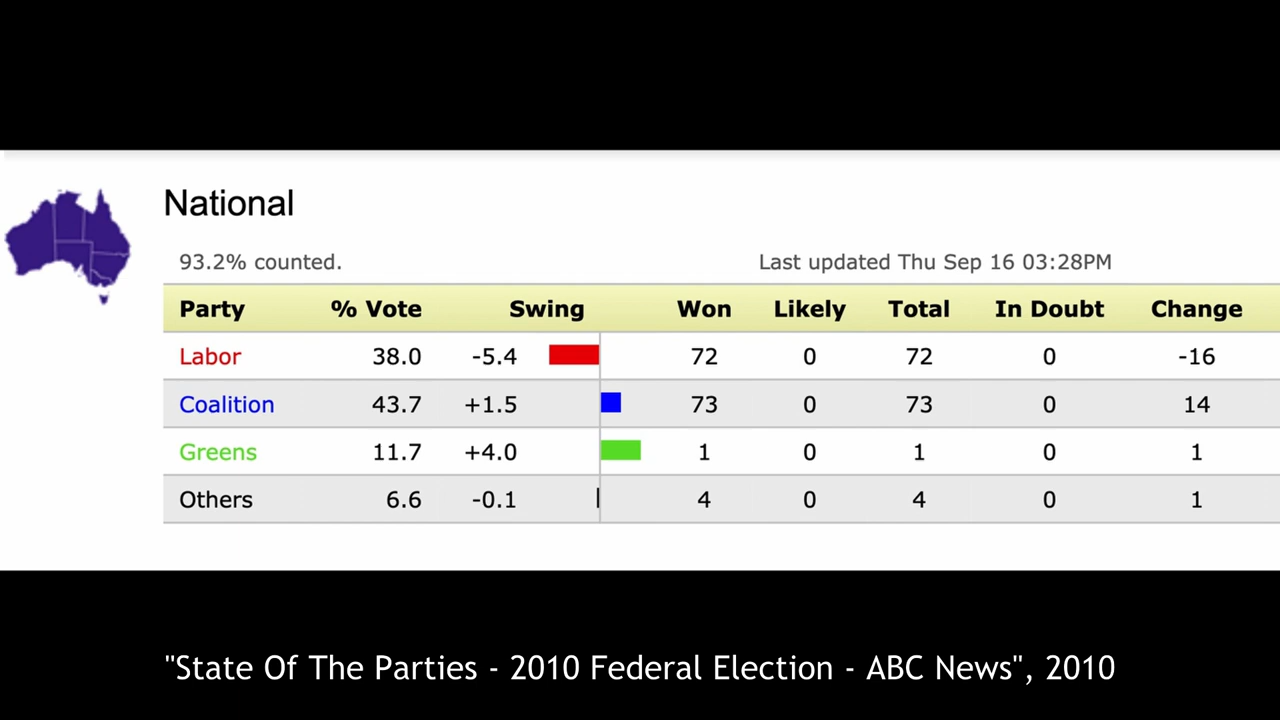 National
93.2% counted. Last updated Thu Sep 16 03:28PM
Party % Vote Swing Won Likely Total In Doubt Change
Labor 38.0 -5.4 72 0 72 0 -16
Coalition 43.7 +1.5 73 0 73 0 14
Greens 11.7 +4.0 1 0 1 0 1
Others 6.6 -0.1 4 0 4 0 1
"State Of The Parties - 2010 Federal Election - ABC News", 2010